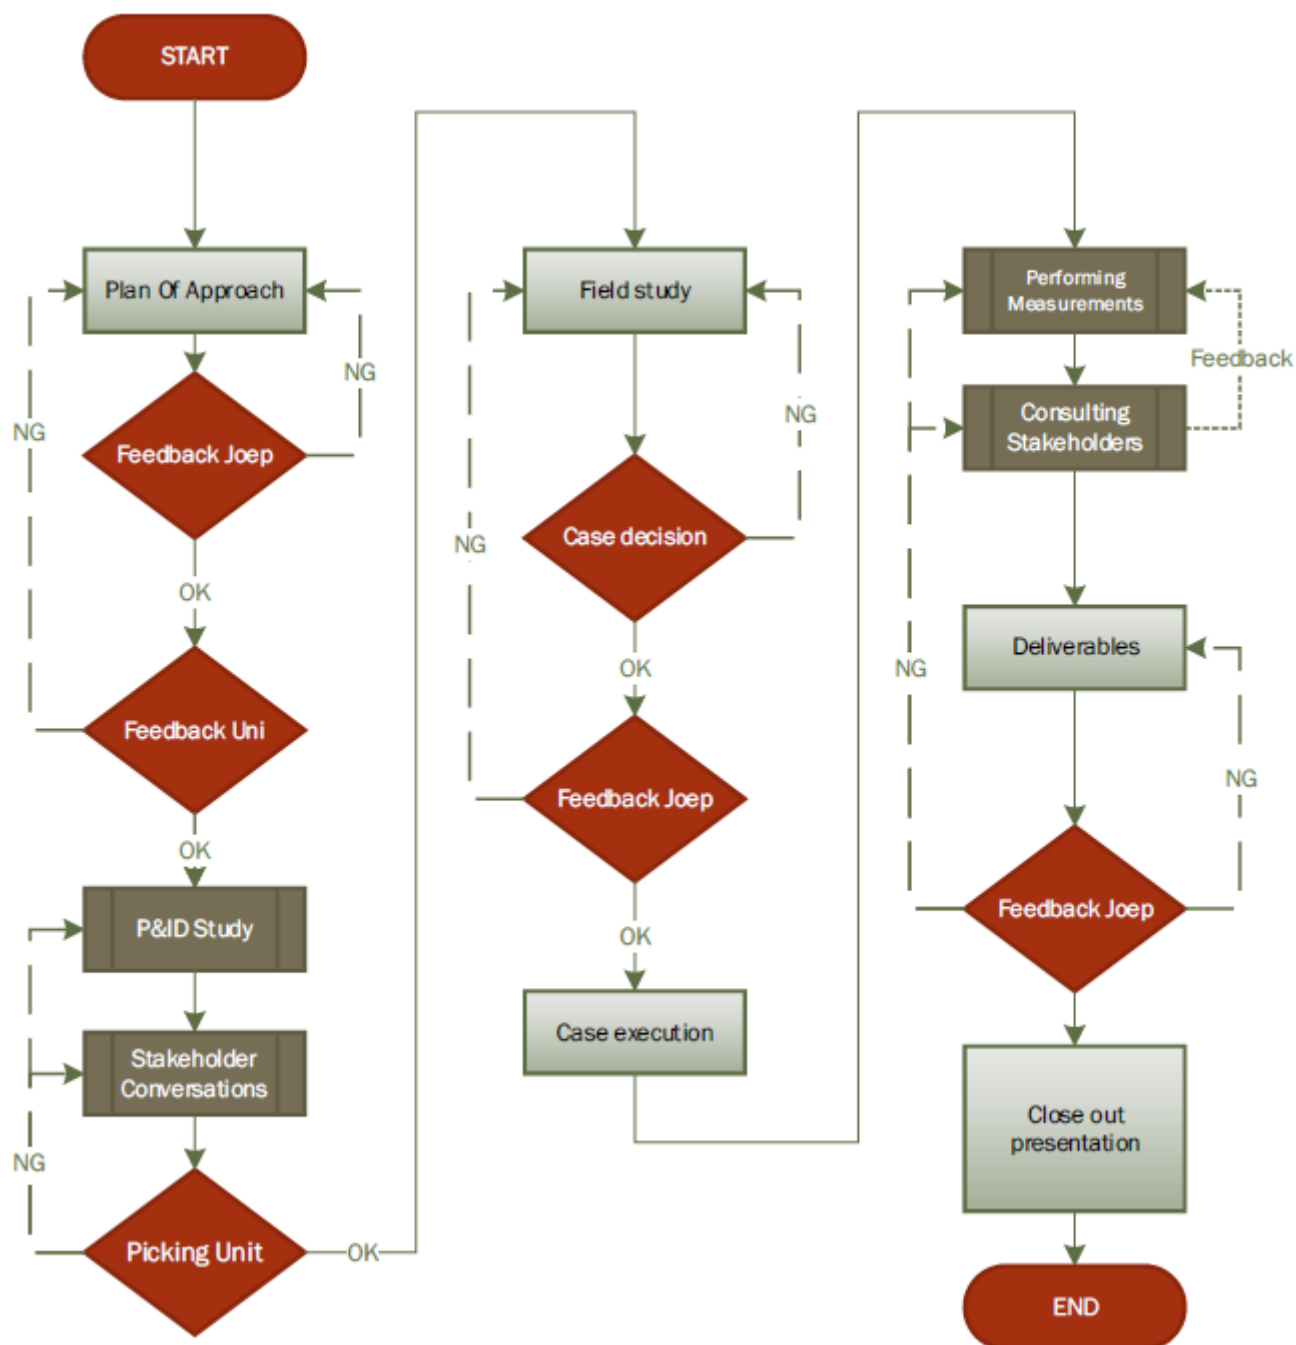 START
Plan Of Approach
NG
NG
Feedback Joep
OK
Feedback Uni
OK
P&ID Study
Stakeholder
Conversations
NG
Picking Unit
OK
Field study
NG
Case decision
NG
OK
Feedback Joep
OK
Case execution
Performing
Measurements
Feedback
Consulting
Stakeholders
Deliverables
NG
NG
Feedback Joep
Close out
presentation
END